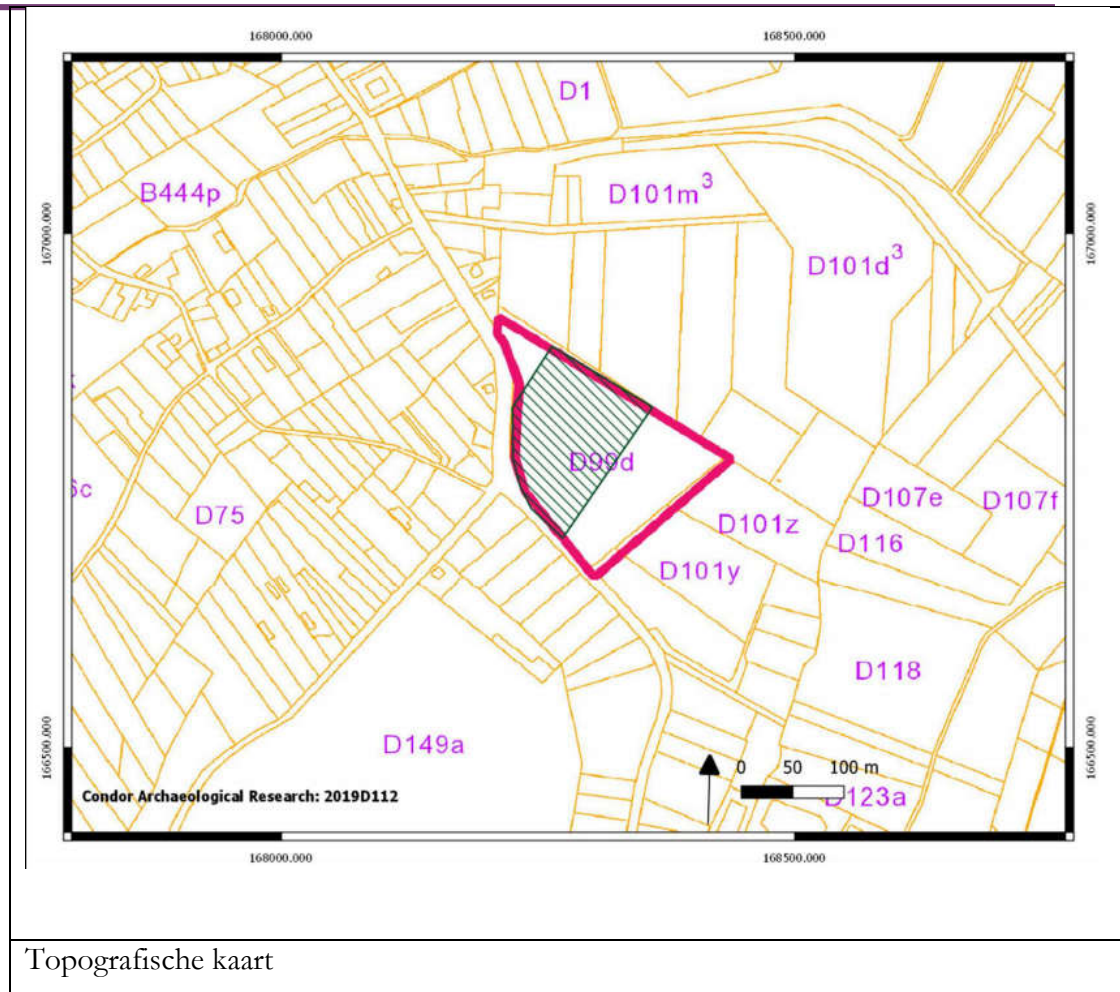 168000.000 168500.000
D1
B444p
D101m³
167000.000 167000.000
D101d³
D99d
6c
D107e D107f
D75
D101z
D116
D101y
D118
D149a
166500.000 166500.000
0 50 100 m
Condor Archaeological Research: 2019D112
D123a
168000.000 168500.000
Topografische kaart